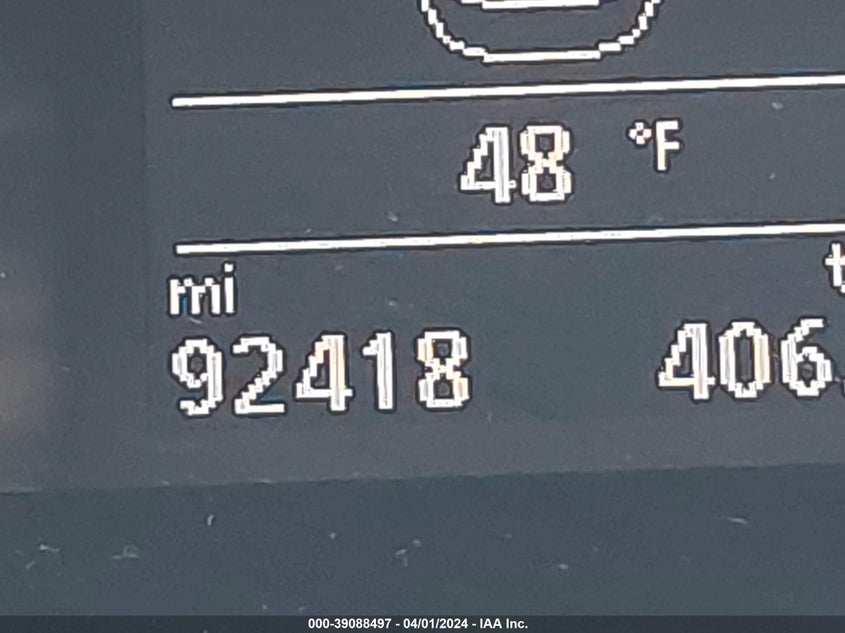 48 °F
mi
92418 406.
000-39088497 - 04/01/2024 - IAA Inc.